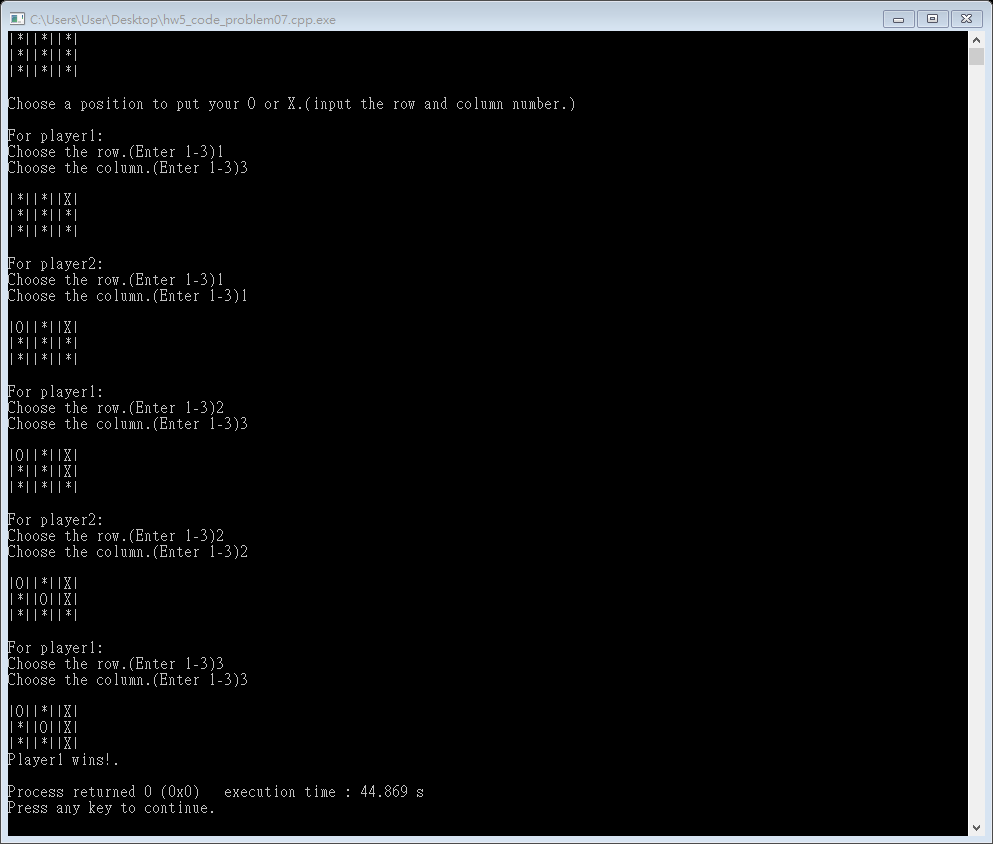 C:\Users\User\Desktop\hw5_code_problem07.cpp.exe
|*||*||*|
|*||*||*|
|*||*||*|
Choose a position to put your O or X.(input the row and column number.)
For player1:
Choose the row.(Enter 1-3)1
Choose the column.(Enter 1-3)3
|*||*||X|
|*||*||*|
|*||*||*|
For player2:
Choose the row.(Enter 1-3)1
Choose the column.(Enter 1-3)1
|O||*||X|
|*||*||*|
|*||*||*|
For player1:
Choose the row.(Enter 1-3)2
Choose the column.(Enter 1-3)3
|O||*||X|
|*||*||X|
|*||*||*|
For player2:
Choose the row.(Enter 1-3)2
Choose the column.(Enter 1-3)2
|O||*||X|
|*||O||X|
|*||*||*|
For player1:
Choose the row.(Enter 1-3)3
Choose the column.(Enter 1-3)3
|O||*||X|
|*||O||X|
|*||*||X|
Player1 wins!.
Process returned 0 (0x0)   execution time : 44.869 s
Press any key to continue.